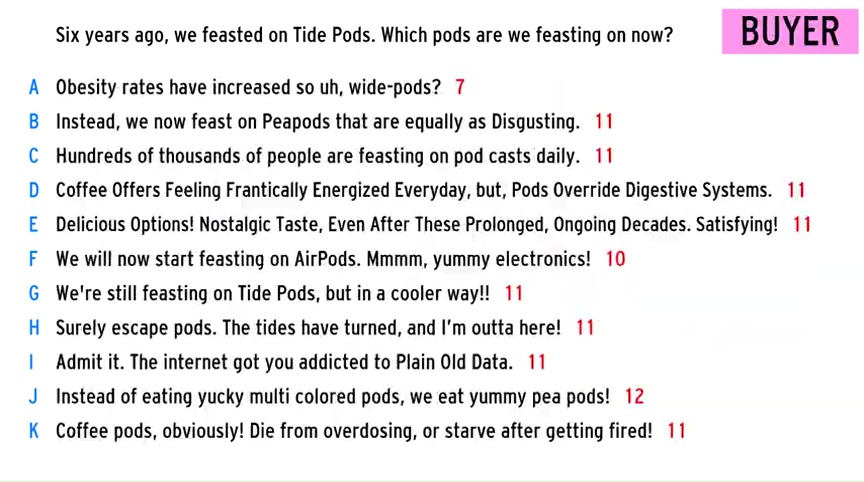 Six years ago, we feasted on Tide Pods. Which pods are we feasting on now?
BUYER
A Obesity rates have increased so uh, wide-pods? 7
B Instead, we now feast on Peapods that are equally as Disgusting. 11
C Hundreds of thousands of people are feasting on pod casts daily. 11
D Coffee Offers Feeling Frantically Energized Everyday, but, Pods Override Digestive Systems. 11
E Delicious Options! Nostalgic Taste, Even After These Prolonged, Ongoing Decades. Satisfying! 11
F We will now start feasting on AirPods. Mmmm, yummy electronics! 10
G We're still feasting on Tide Pods, but in a cooler way!! 11
H Surely escape pods. The tides have turned, and I'm outta here! 11
I Admit it. The internet got you addicted to Plain Old Data. 11
J Instead of eating yucky multi colored pods, we eat yummy pea pods! 12
K Coffee pods, obviously! Die from overdosing, or starve after getting fired! 11